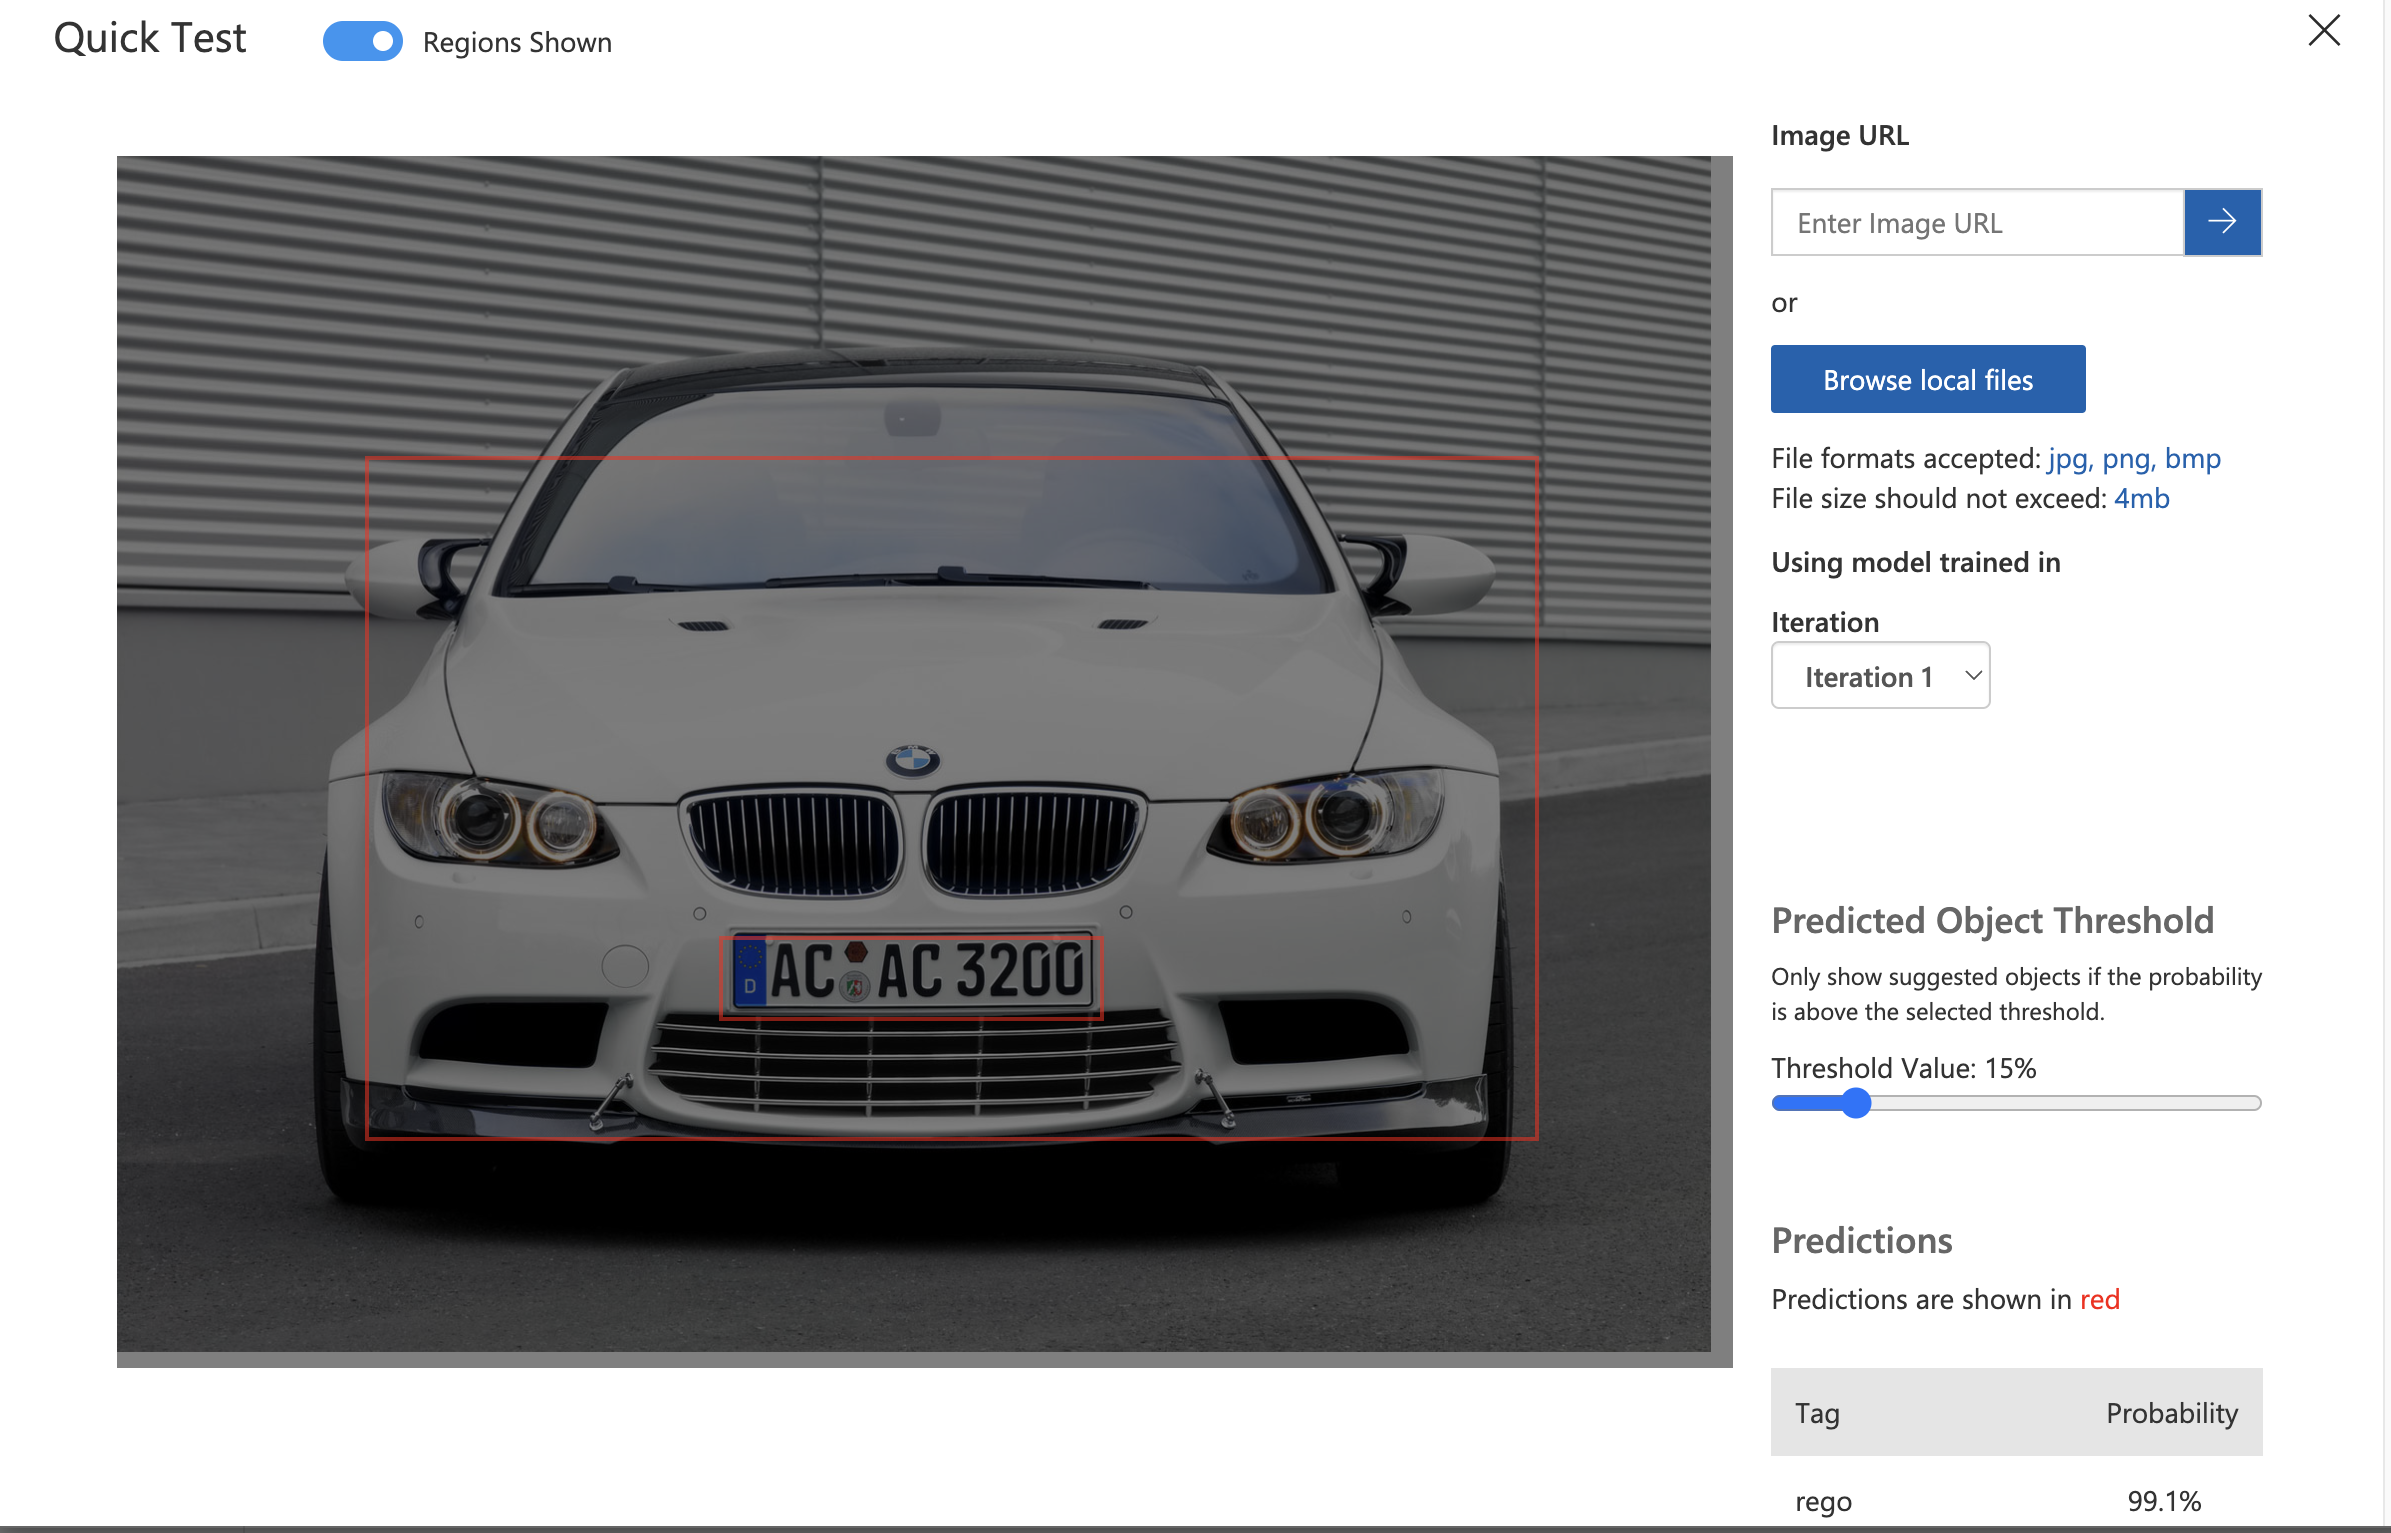 Quick Test
Regions Shown
BMW
D
AC AC 3200
Image URL
Enter Image URL
or
Browse local files
File formats accepted: jpg, png, bmp
File size should not exceed: 4mb
Using model trained in
Iteration
Iteration 1
Predicted Object Threshold
Only show suggested objects if the probability
is above the selected threshold.
Threshold Value: 15%
Predictions
Predictions are shown in red
Tag Probability
rego 99.1%